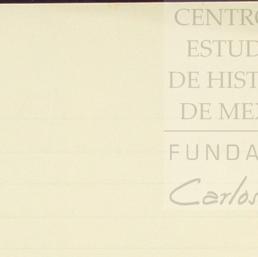 CENTRO
ESTUD
DE HIST
DE MEX
FUNDA
Carlos